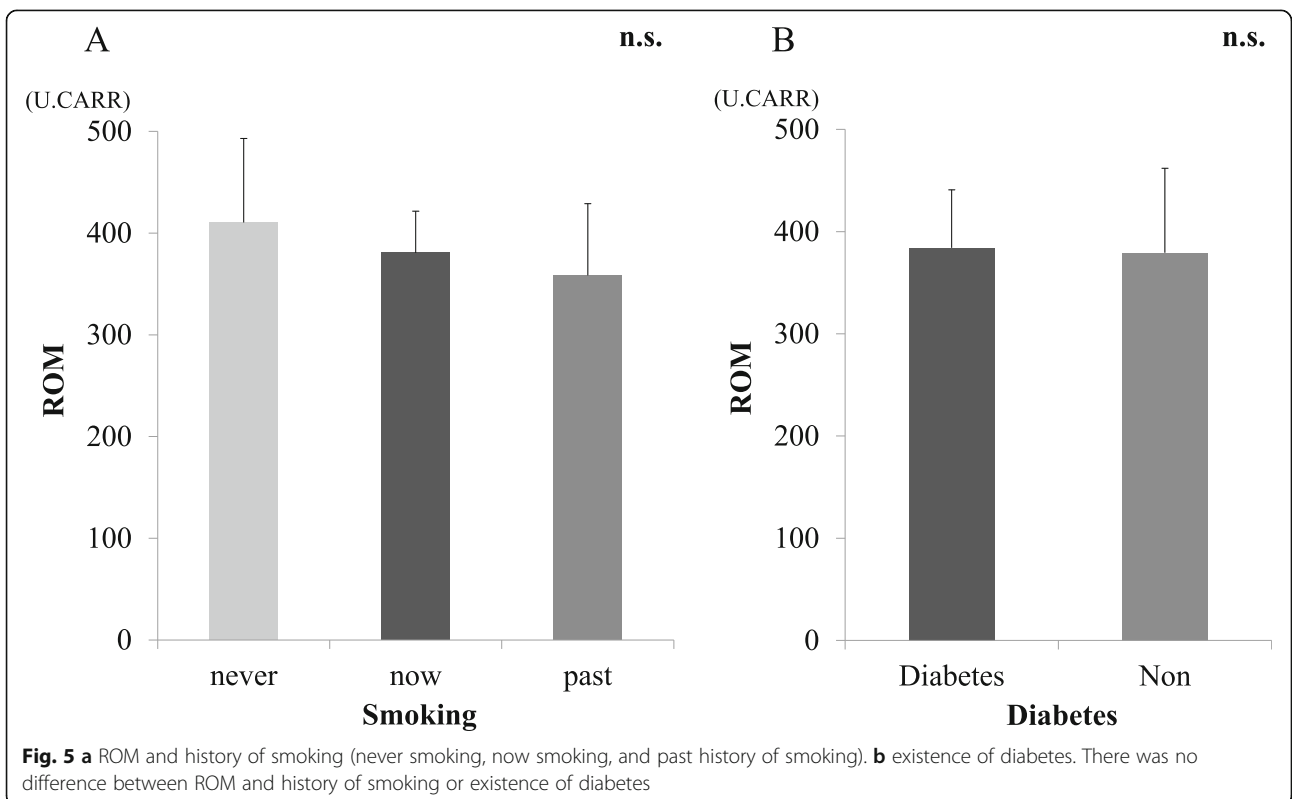 A
n.s.
(U.CARR)
500
400
300
200
100
0
ROM
never now past
Smoking
B
n.s.
(U.CARR)
500
400
300
200
100
0
ROM
Diabetes Non
Diabetes
Fig. 5 a ROM and history of smoking (never smoking, now smoking, and past history of smoking). b existence of diabetes. There was no
difference between ROM and history of smoking or existence of diabetes